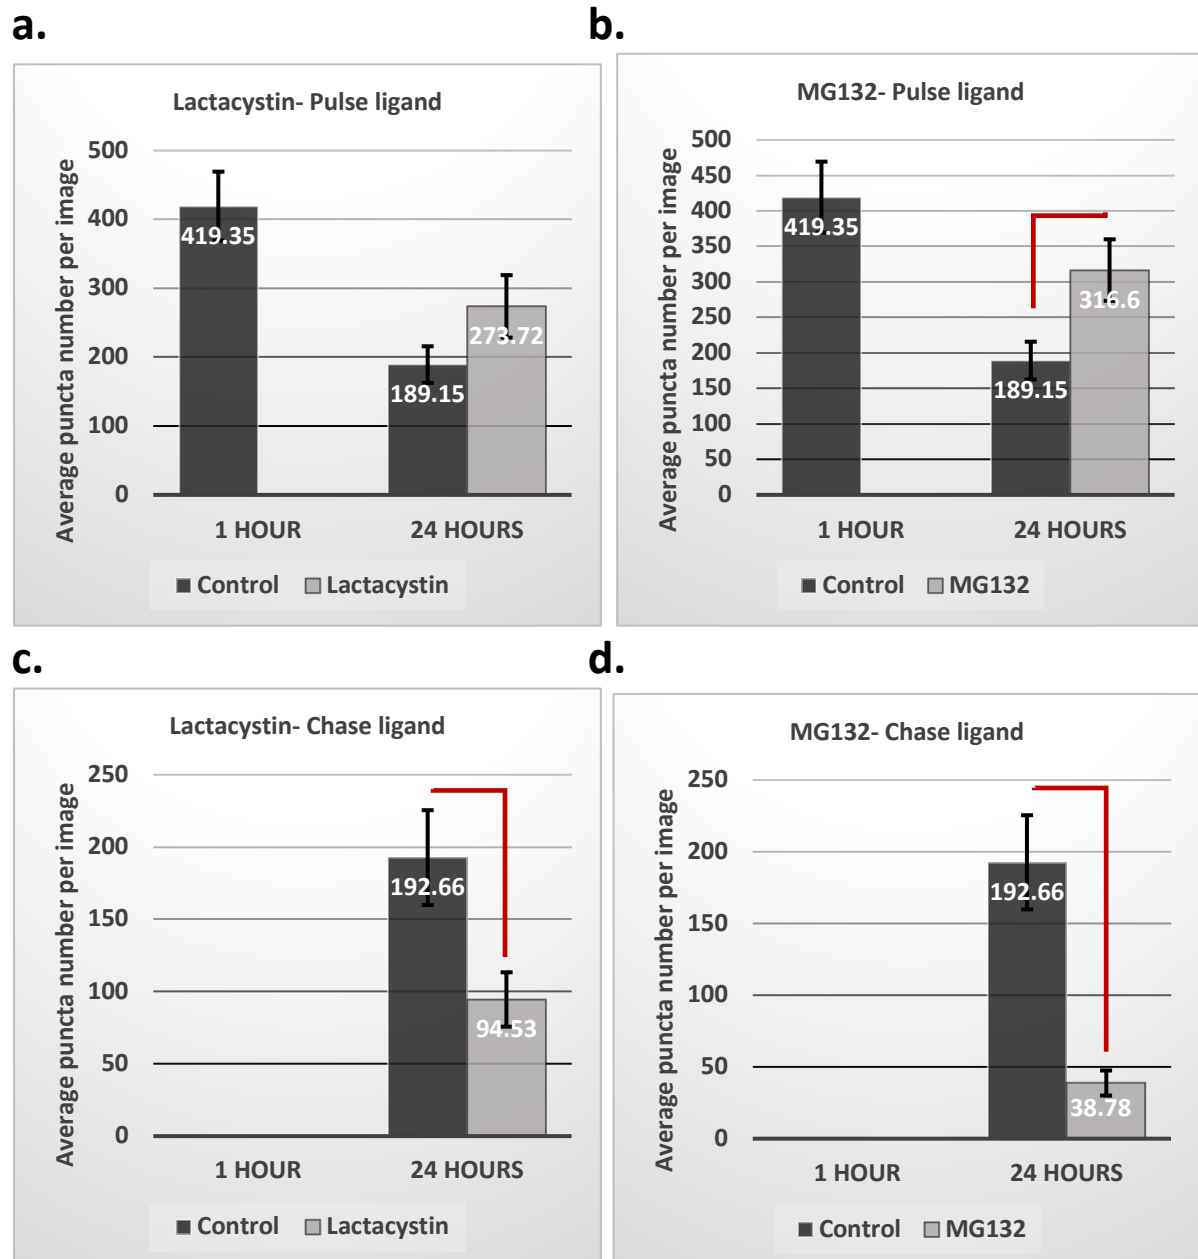 a.
Lactacystin- Pulse ligand
Average puncta number per image
500
400
300
200
100
0
419.35
189.15
273.72
1 HOUR
24 HOURS
Control
Lactacystin
b.
MG132- Pulse ligand
Average puncta number per image
500
450
400
350
300
250
200
150
100
50
0
419.35
189.15
316.6
1 HOUR
24 HOURS
Control
MG132
c.
Lactacystin- Chase ligand
Average puncta number per image
250
200
150
100
50
0
192.66
94.53
1 HOUR
24 HOURS
Control
Lactacystin
d.
MG132- Chase ligand
Average puncta number per image
250
200
150
100
50
0
192.66
38.78
1 HOUR
24 HOURS
Control
MG132